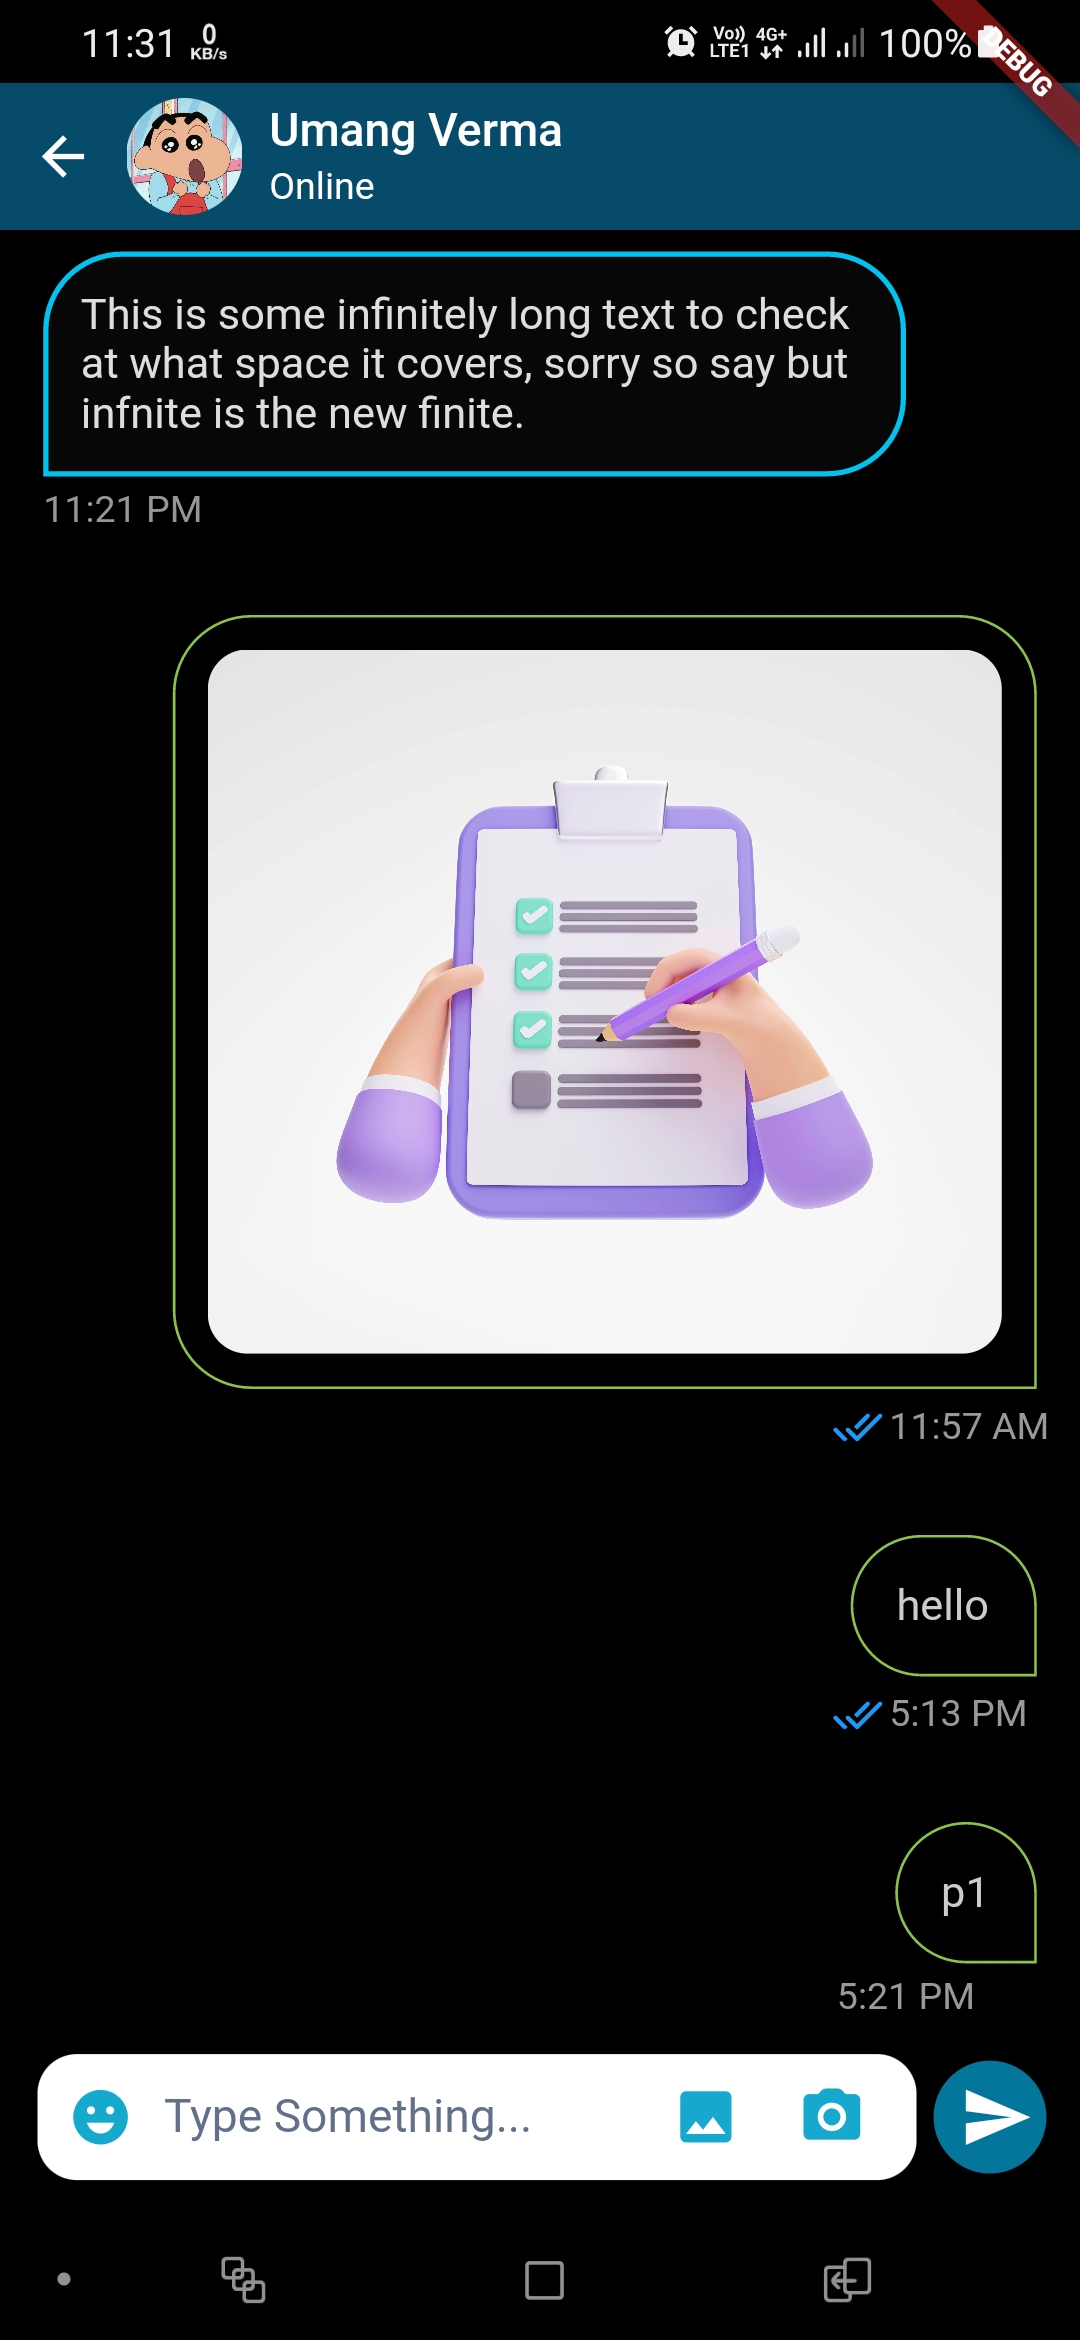 11:31 0 KB/s Vo)) LTE1 4G+ 100%
DEBUG
Umang Verma
Online
This is some infinitely long text to check
at what space it covers, sorry so say but
infnite is the new finite.
11:21 PM
11:57 AM
hello
5:13 PM
p1
5:21 PM
Type Something...